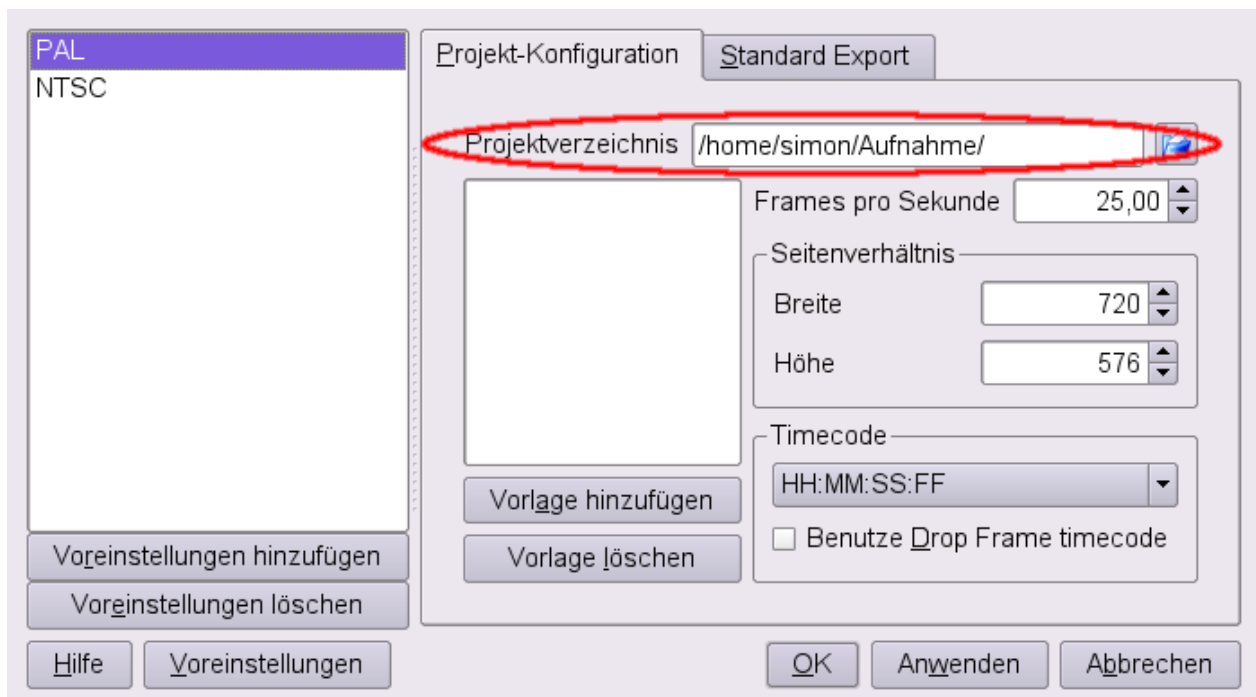 PAL
NTSC
Voreinstellungen hinzufügen
Voreinstellungen löschen
Projekt-Konfiguration
Standard Export
Projektverzeichnis /home/simon/Aufnahme/
Frames pro Sekunde 25,00
Seitenverhältnis
Breite 720
Höhe 576
Timecode
HH:MM:SS:FF
Benutze Drop Frame timecode
Vorlage hinzufügen
Vorlage löschen
Hilfe
Voreinstellungen
OK
Anwenden
Abbrechen